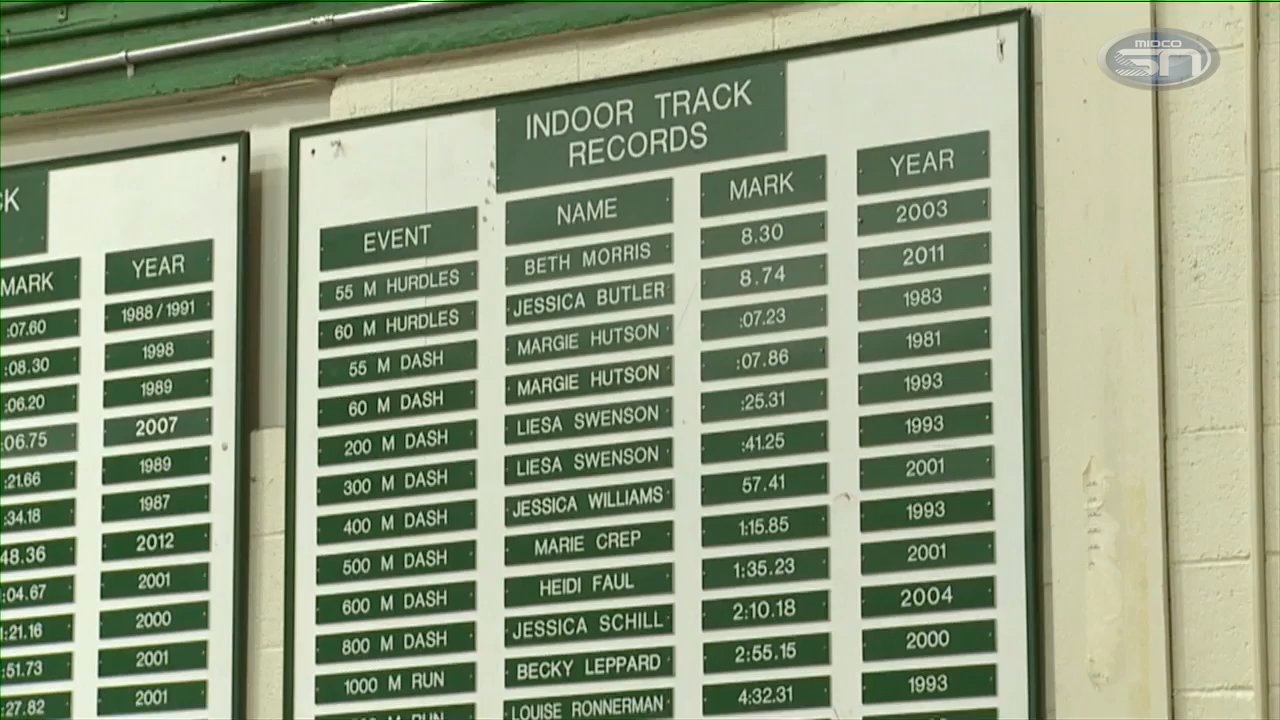 MIDCO
SN
K
MARK YEAR
:07.60 1988/1991
:08.30 1998
:06.20 1989
:06.75 2007
:21.66 1989
:34.18 1987
48.36 2012
:04.67 2001
1:21.16 2000
:51.73 2001
:27.82 2001
INDOOR TRACK
RECORDS
EVENT NAME MARK YEAR
55 M HURDLES BETH MORRIS 8.30 2003
60 M HURDLES JESSICA BUTLER 8.74 2011
55 M DASH MARGIE HUTSON :07.23 1983
60 M DASH MARGIE HUTSON :07.86 1981
200 M DASH LIESA SWENSON :25.31 1993
300 M DASH LIESA SWENSON :41.25 1993
400 M DASH JESSICA WILLIAMS 57.41 2001
500 M DASH MARIE CREP 1:15.85 1993
600 M DASH HEIDI FAUL 1:35.23 2001
800 M DASH JESSICA SCHILL 2:10.18 2004
1000 M RUN BECKY LEPPARD 2:55.15 2000
M RUN LOUISE RONNERMAN 4:32.31 1993